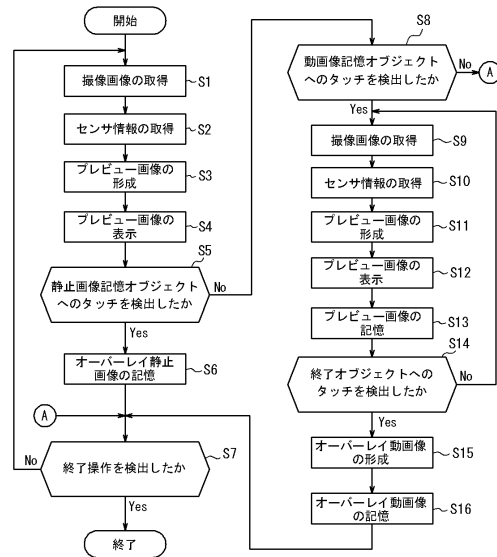 開始
撮像画像の取得
S1
センサ情報の取得
S2
プレビュー画像の
形成
S3
プレビュー画像の
表示
S4
S5
静止画像記憶オブジェクト
へのタッチを検出したか
No
Yes
オーバーレイ静止
画像の記憶
S6
A
No
終了操作を検出したか
S7
Yes
終了
S8
動画像記憶オブジェクト
へのタッチを検出したか
No
A
Yes
撮像画像の取得
S9
センサ情報の取得
S10
プレビュー画像の
形成
S11
プレビュー画像の
表示
S12
プレビュー画像の
記憶
S13
S14
終了オブジェクトへの
タッチを検出したか
No
Yes
オーバーレイ動画像
の形成
S15
オーバーレイ動画像
の記憶
S16